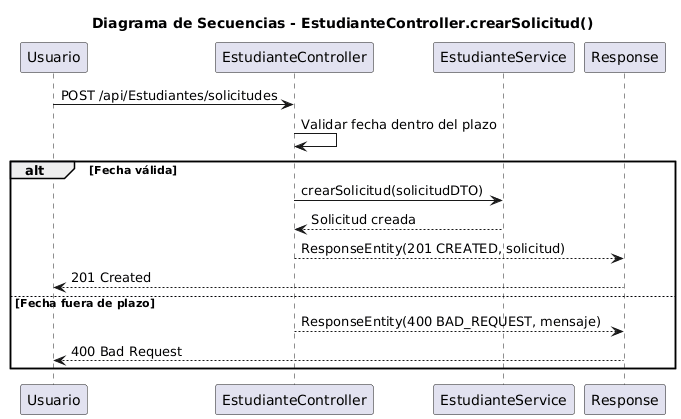 Diagrama de Secuencias - EstudianteController.crearSolicitud()
Usuario
EstudianteController
EstudianteService
Response
POST /api/Estudiantes/solicitudes
Validar fecha dentro del plazo
alt
[Fecha válida]
crearSolicitud(solicitudDTO)
Solicitud creada
ResponseEntity(201 CREATED, solicitud)
201 Created
[Fecha fuera de plazo]
ResponseEntity(400 BAD_REQUEST, mensaje)
400 Bad Request
Usuario
EstudianteController
EstudianteService
Response